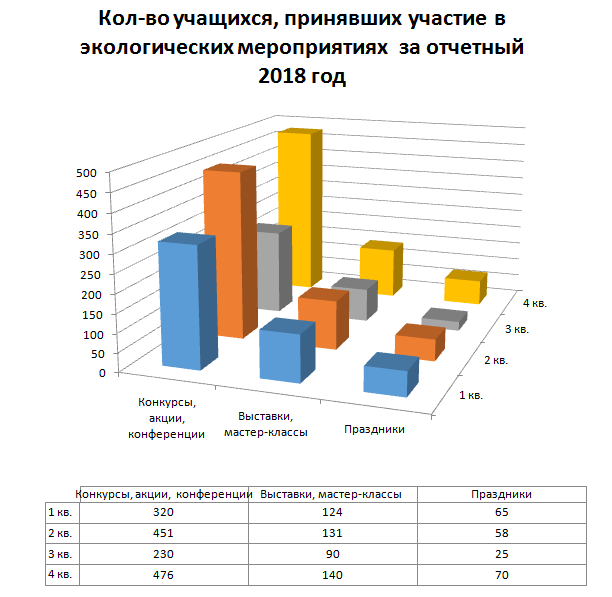 Кол-во учащихся, принявших участие в
экологических мероприятиях за отчетный
2018 год
500
450
400
350
300
250
200
150
100
50
0
4 кв.
3 кв.
2 кв.
1 кв.
Конкурсы,
акции,
конференции
Выставки,
мастер-классы
Праздники
Конкурсы, акции, конференции Выставки, мастер-классы Праздники
1 кв. 320 124 65
2 кв. 451 131 58
3 кв. 230 90 25
4 кв. 476 140 70